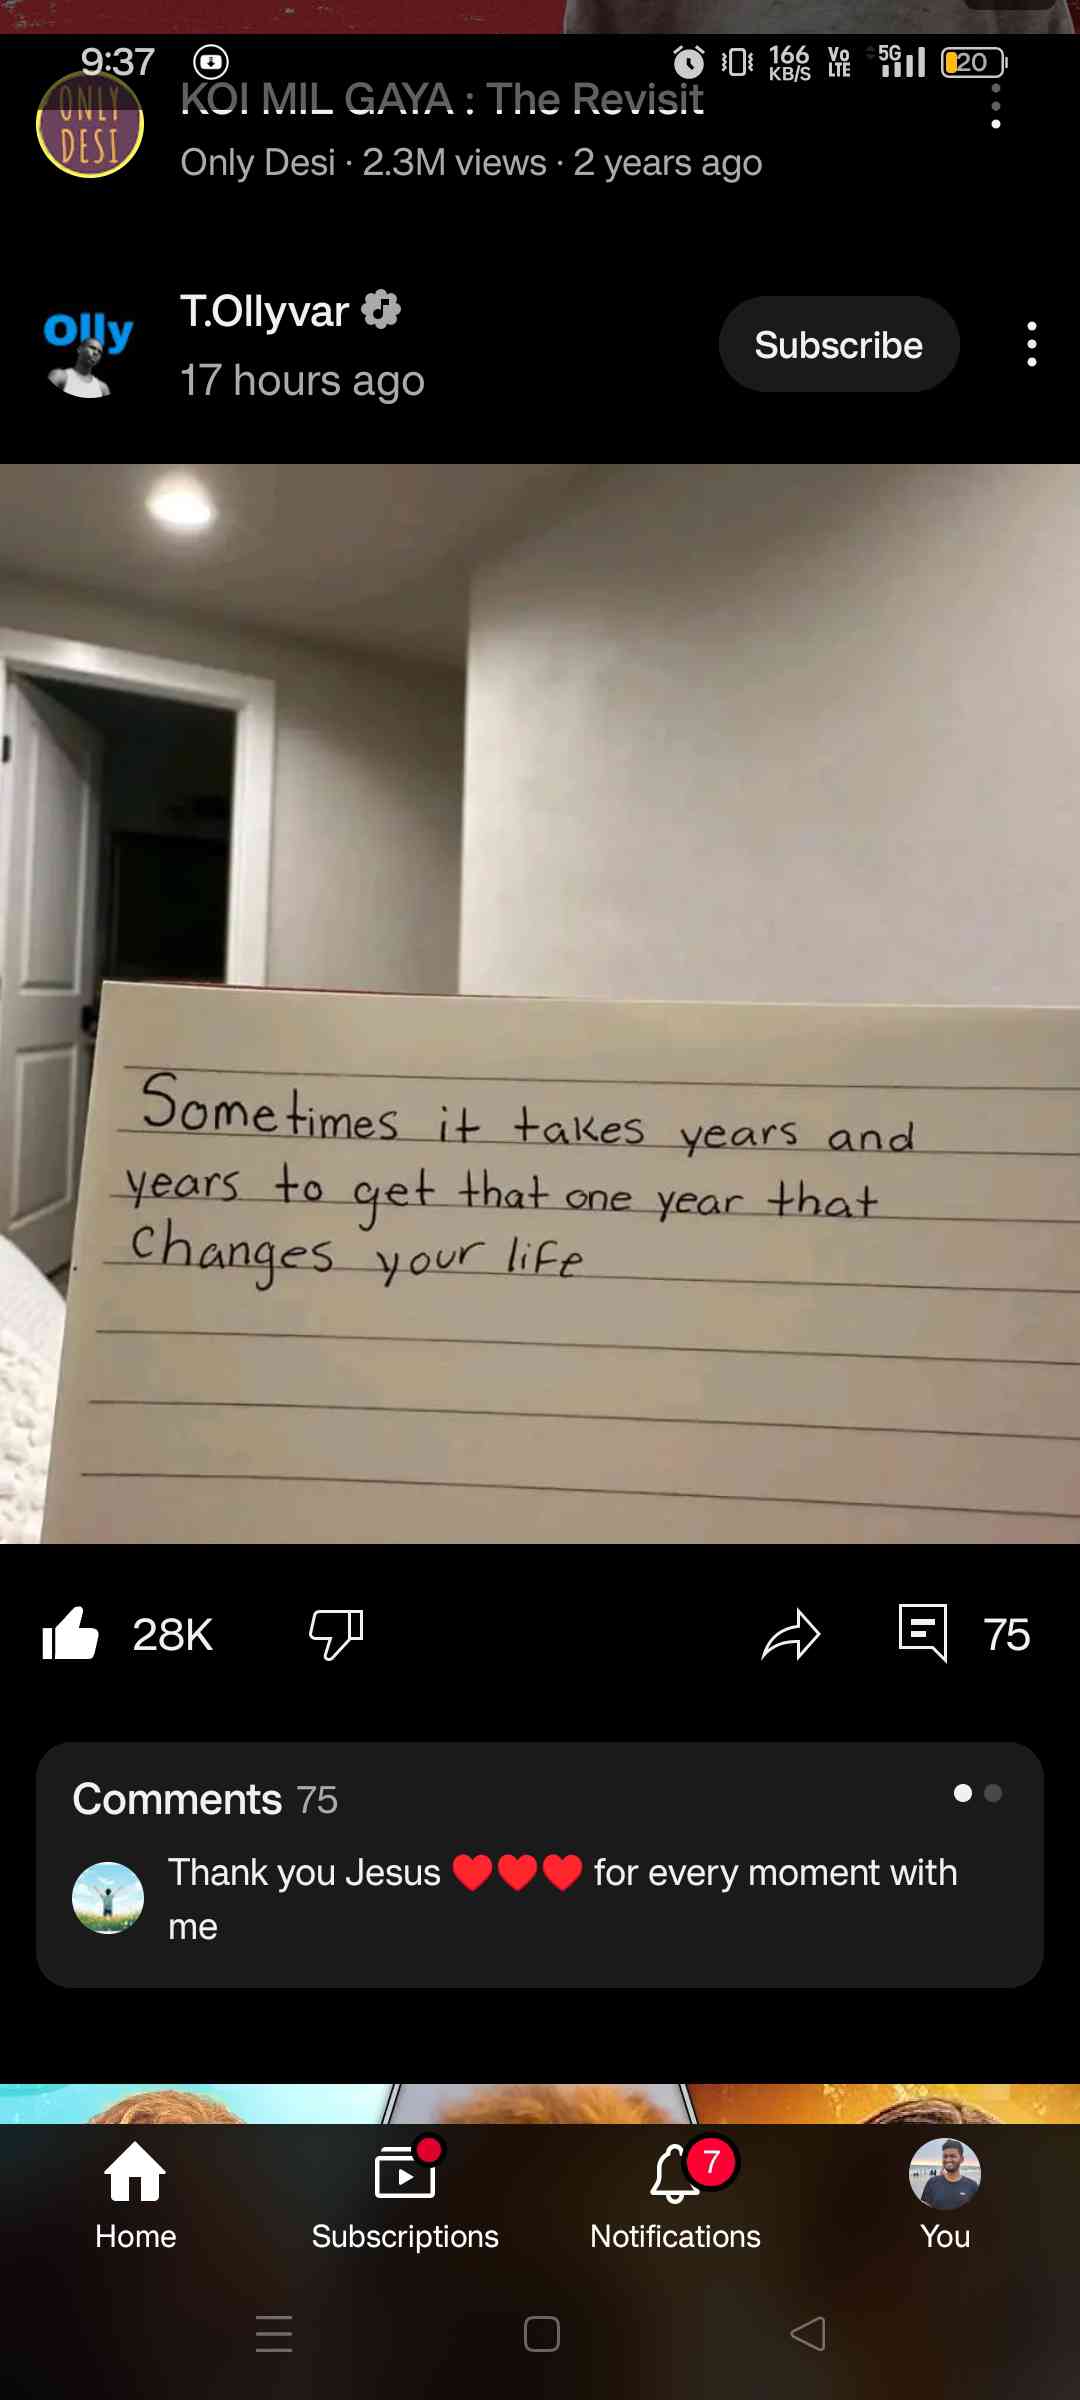 9:37
166
KB/S
Vo
LTE
5G
20
ONLY
DESI
KOI MIL GAYA : The Revisit
Only Desi · 2.3M views · 2 years ago
Olly
T.Ollyvar
17 hours ago
Subscribe
Sometimes it takes years and
years to get that one year that
changes your life
28K
75
Comments 75
Thank you Jesus ❤️❤️❤️ for every moment with
me
7
Home
Subscriptions
Notifications
You